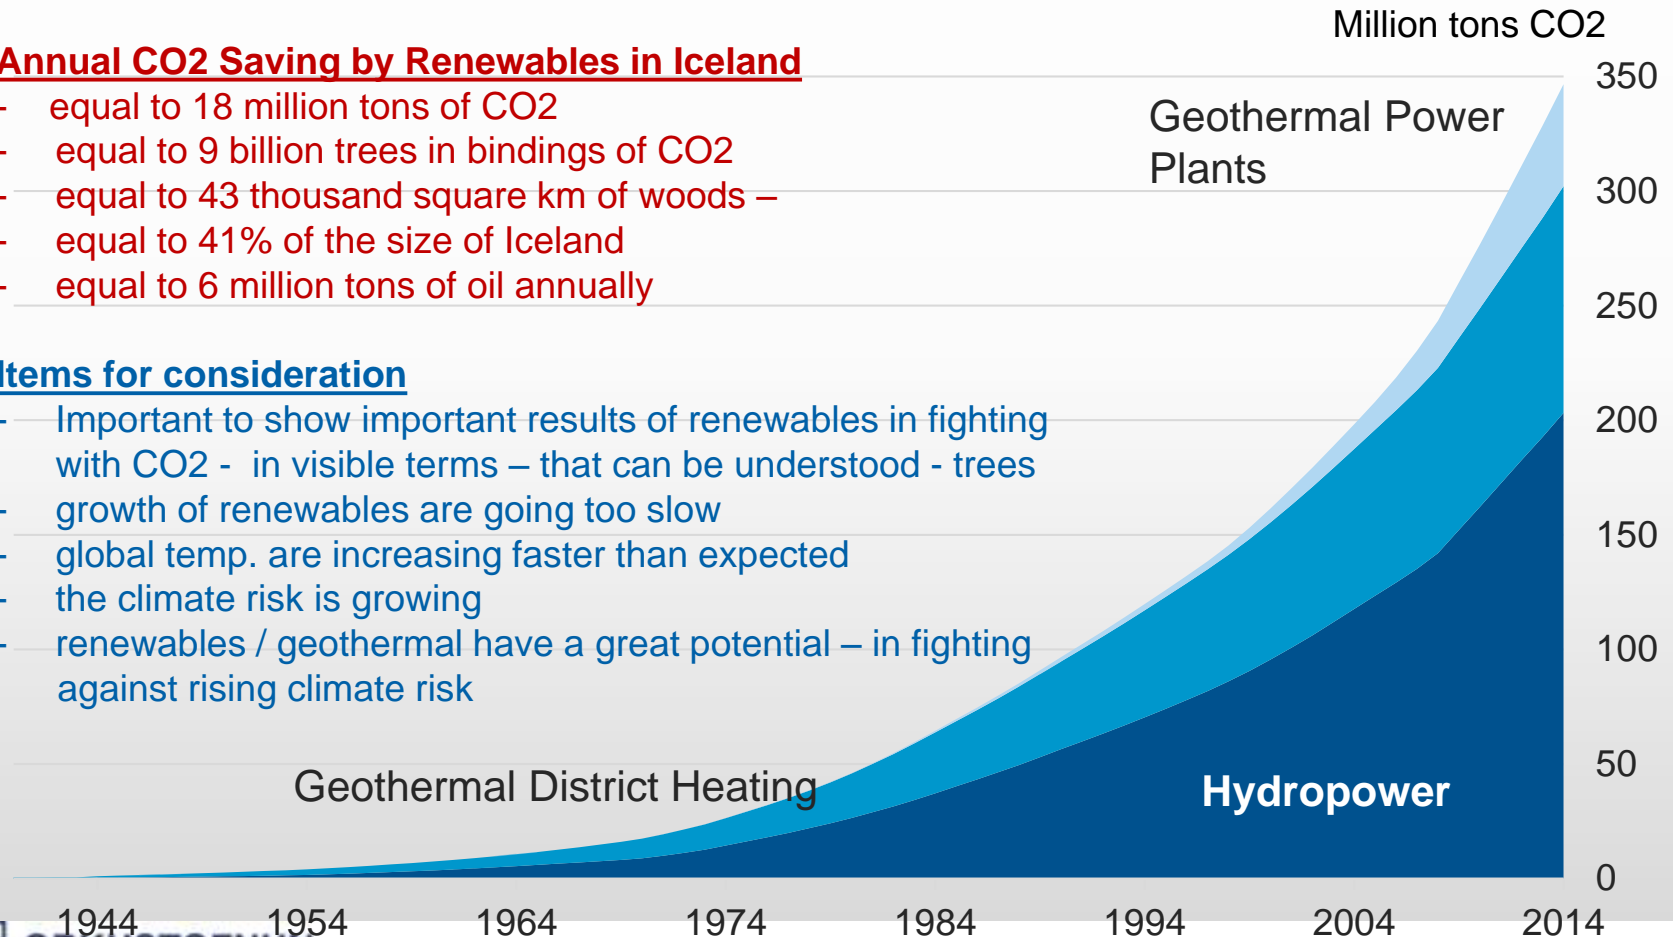 Million tons CO2
Annual CO2 Saving by Renewables in Iceland
- equal to 18 million tons of CO2
- equal to 9 billion trees in bindings of CO2
- equal to 43 thousand square km of woods –
- equal to 41% of the size of Iceland
- equal to 6 million tons of oil annually
Items for consideration
- Important to show important results of renewables in fighting
with CO2 - in visible terms – that can be understood - trees
- growth of renewables are going too slow
- global temp. are increasing faster than expected
- the climate risk is growing
- renewables / geothermal have a great potential – in fighting
against rising climate risk
Geothermal Power
Plants
Geothermal District Heating
Hydropower
350
300
250
200
150
100
50
0
1944 1954 1964 1974 1984 1994 2004 2014